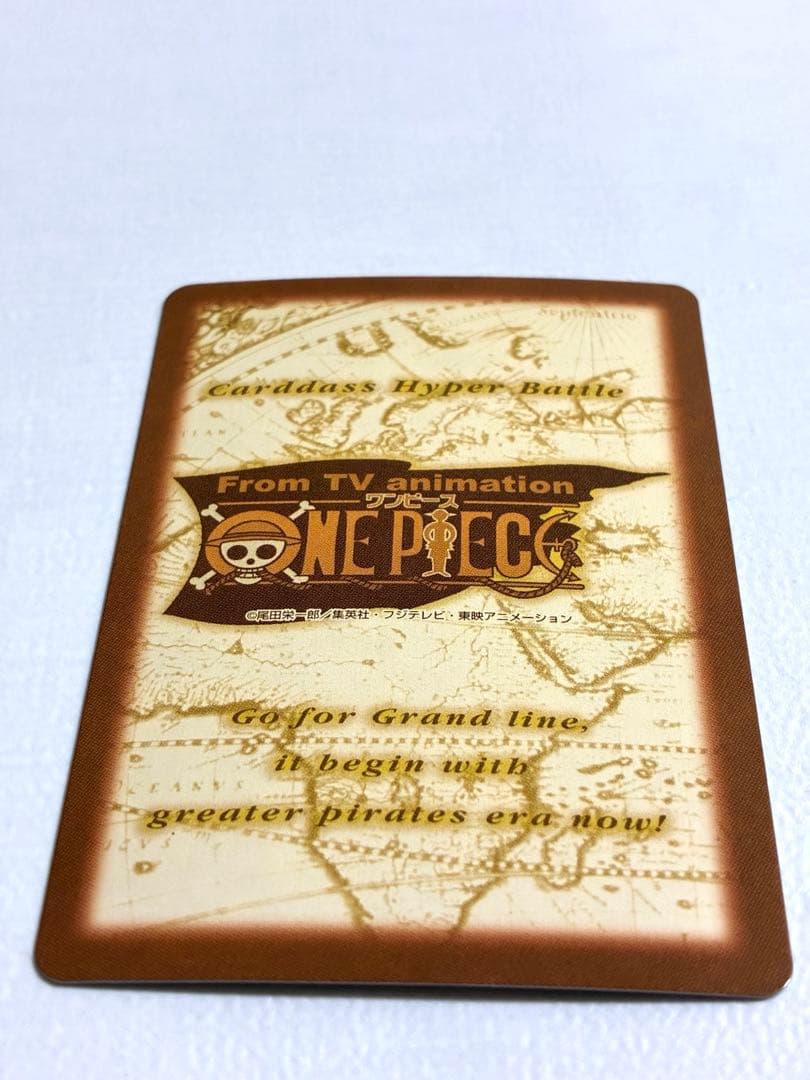 Septentrio
Carddass Hyper Battle
From TV animation
ワンピース
ONE PIECE
©尾田栄一郎／集英社・フジテレビ・東映アニメーション
Go for Grand line,
it begin with
OCEANVS
greater pirates era now!